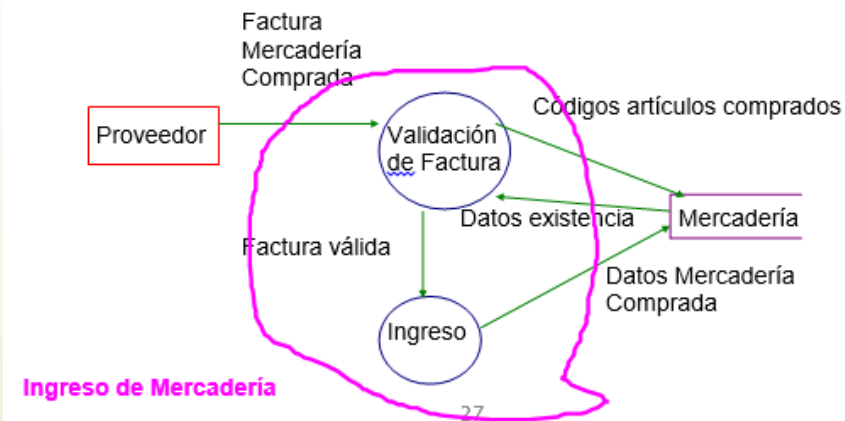 Factura
Mercadería
Comprada
Proveedor
Validación
de Factura
Códigos artículos comprados
Datos existencia
Mercadería
Factura válida
Datos Mercadería
Comprada
Ingreso
Ingreso de Mercadería
27